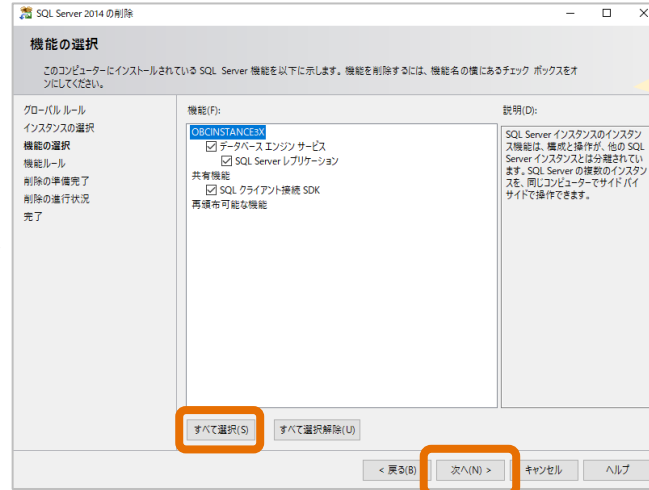 SQL Server 2014 の削除
機能の選択
このコンピューターにインストールされている SQL Server 機能を以下に示します。機能を削除するには、機能名の横にあるチェック ボックスをオ
ンにしてください。
グローバル ルール
インスタンスの選択
機能の選択
機能ルール
削除の準備完了
削除の進行状況
完了
機能(F):
OBCINSTANCE3X
データベース エンジン サービス
SQL Server レプリケーション
共有機能
SQL クライアント接続 SDK
再頒布可能な機能
説明(D):
SQL Server インスタンスのインスタン
ス機能は、構成と操作が、他の SQL
Server インスタンスとは分離されてい
ます。SQL Server の複数のインスタン
スを、同じコンピューターでサイド バイ
サイドで操作できます。
すべて選択(S)
すべて選択解除(U)
< 戻る(B)
次へ(N) >
キャンセル
ヘルプ